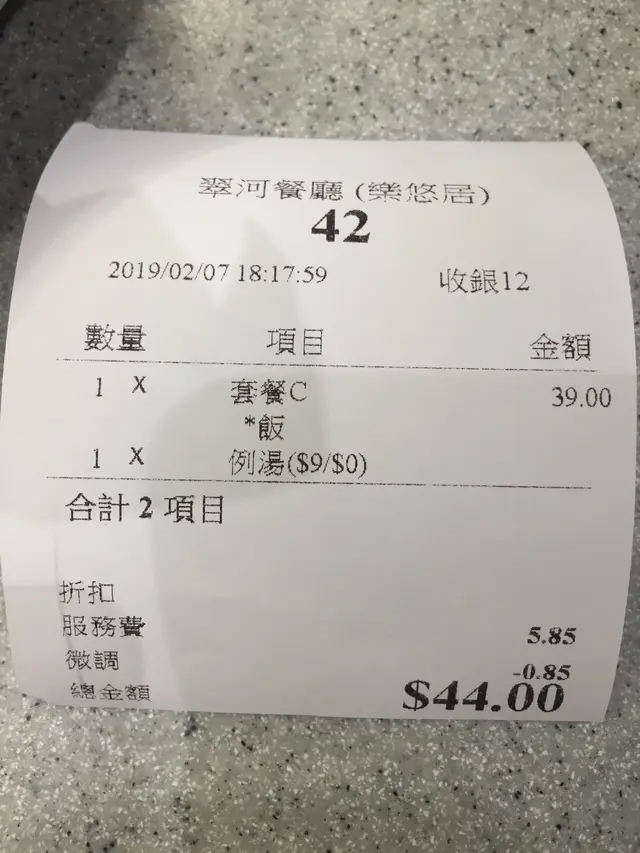 翠河餐廳 (樂悠居)
42
2019/02/07 18:17:59 收銀12
數量 項目 金額
1 X 套餐C 39.00
*飯
1 X 例湯($9/$0)
合計 2 項目
折扣
服務費 5.85
微調 -0.85
總金額 $44.00